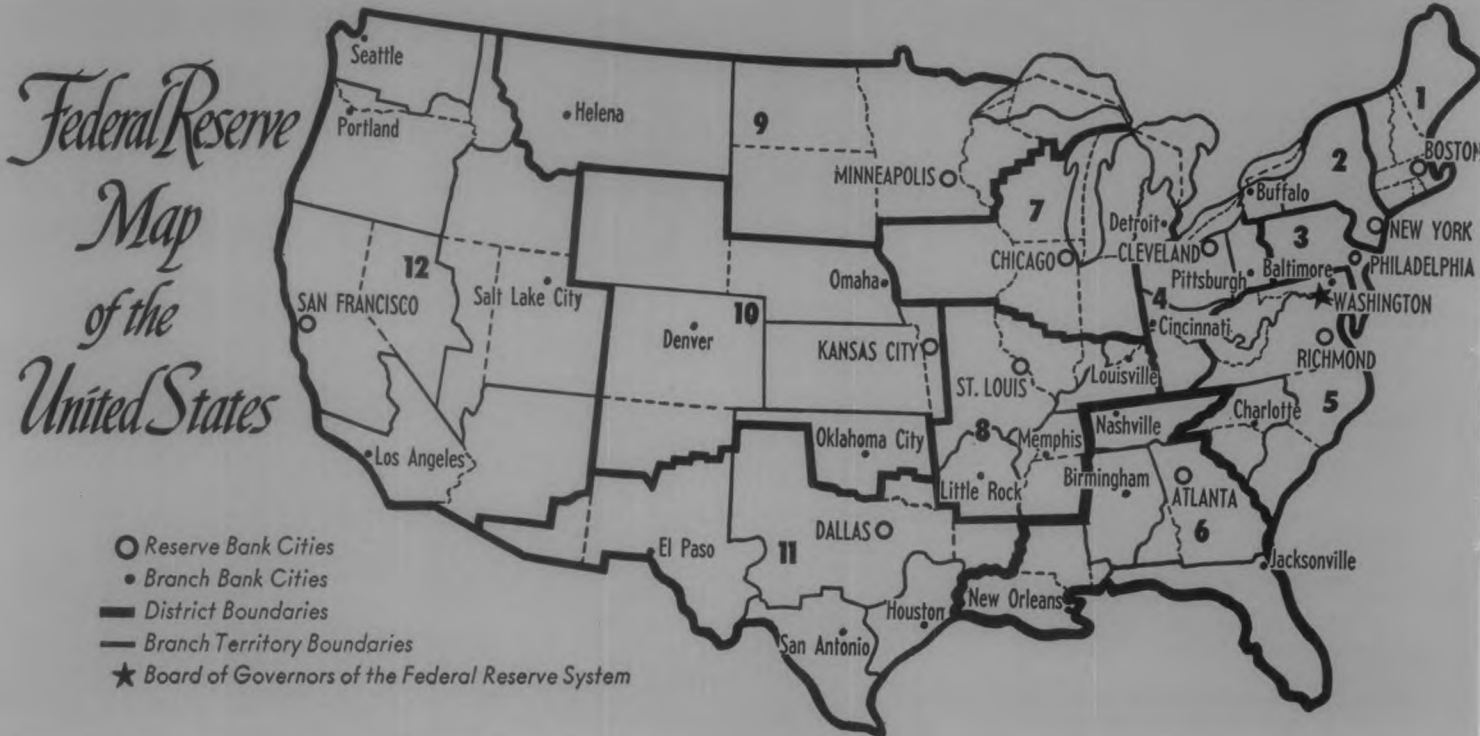 Federal Reserve
Map
of the
United States
Seattle
Portland
Helena
9
MINNEAPOLIS
1
BOSTON
2
Buffalo
NEW YORK
7
Detroit
CLEVELAND
3
CHICAGO
PHILADELPHIA
Pittsburgh
Baltimore
12
Salt Lake City
Omaha
SAN FRANCISCO
4
WASHINGTON
10
Denver
KANSAS CITY
Cincinnati
RICHMOND
ST. LOUIS
Louisville
5
Charlotte
Nashville
8
Memphis
Los Angeles
Oklahoma City
Birmingham
Little Rock
ATLANTA
6
DALLAS
El Paso
11
Jacksonville
Houston
New Orleans
San Antonio
Reserve Bank Cities
Branch Bank Cities
District Boundaries
Branch Territory Boundaries
Board of Governors of the Federal Reserve System